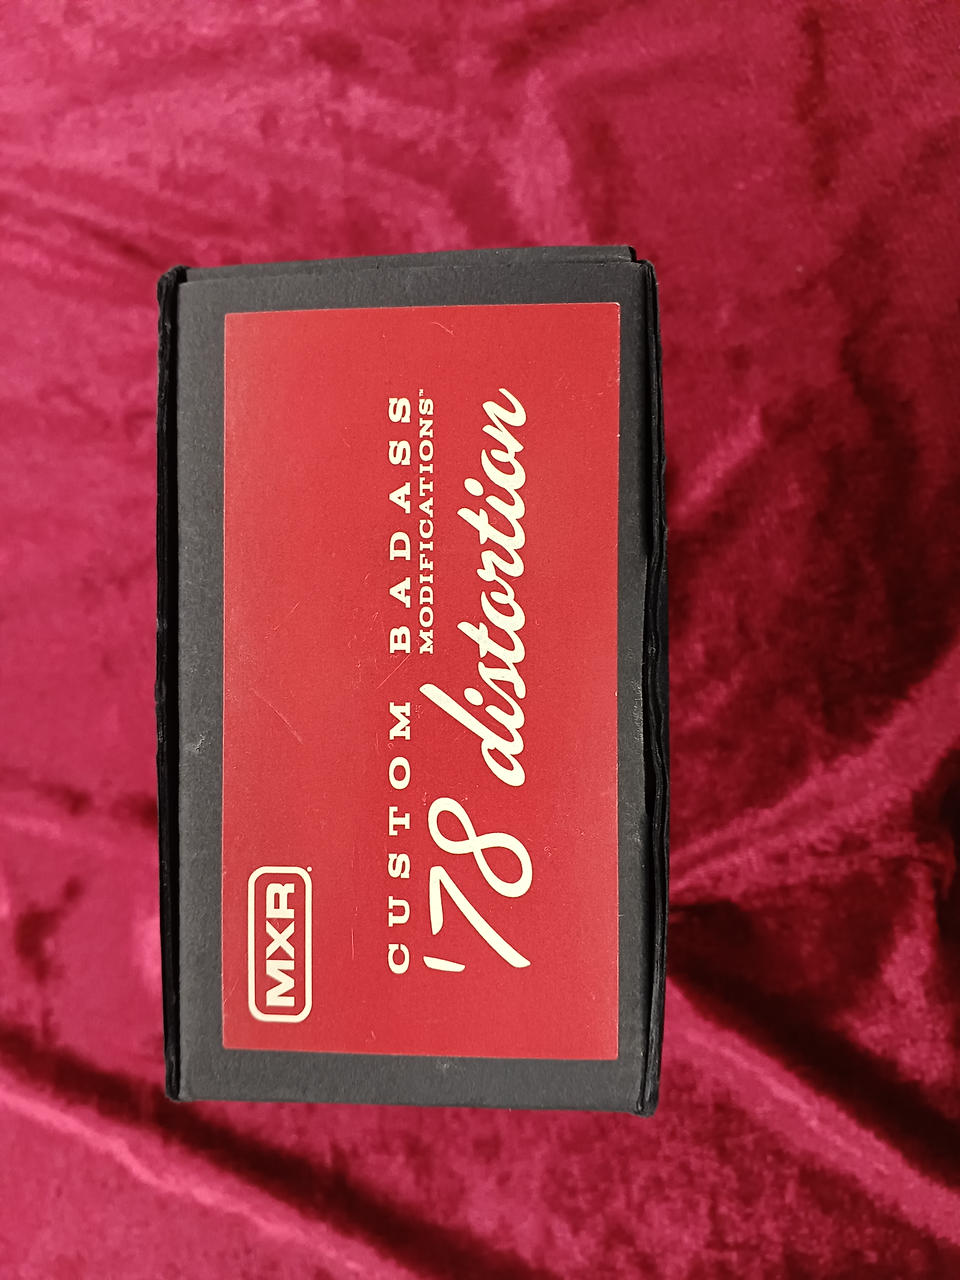 MXR®
CUSTOM BADASS
MODIFICATIONS™
'78 distortion